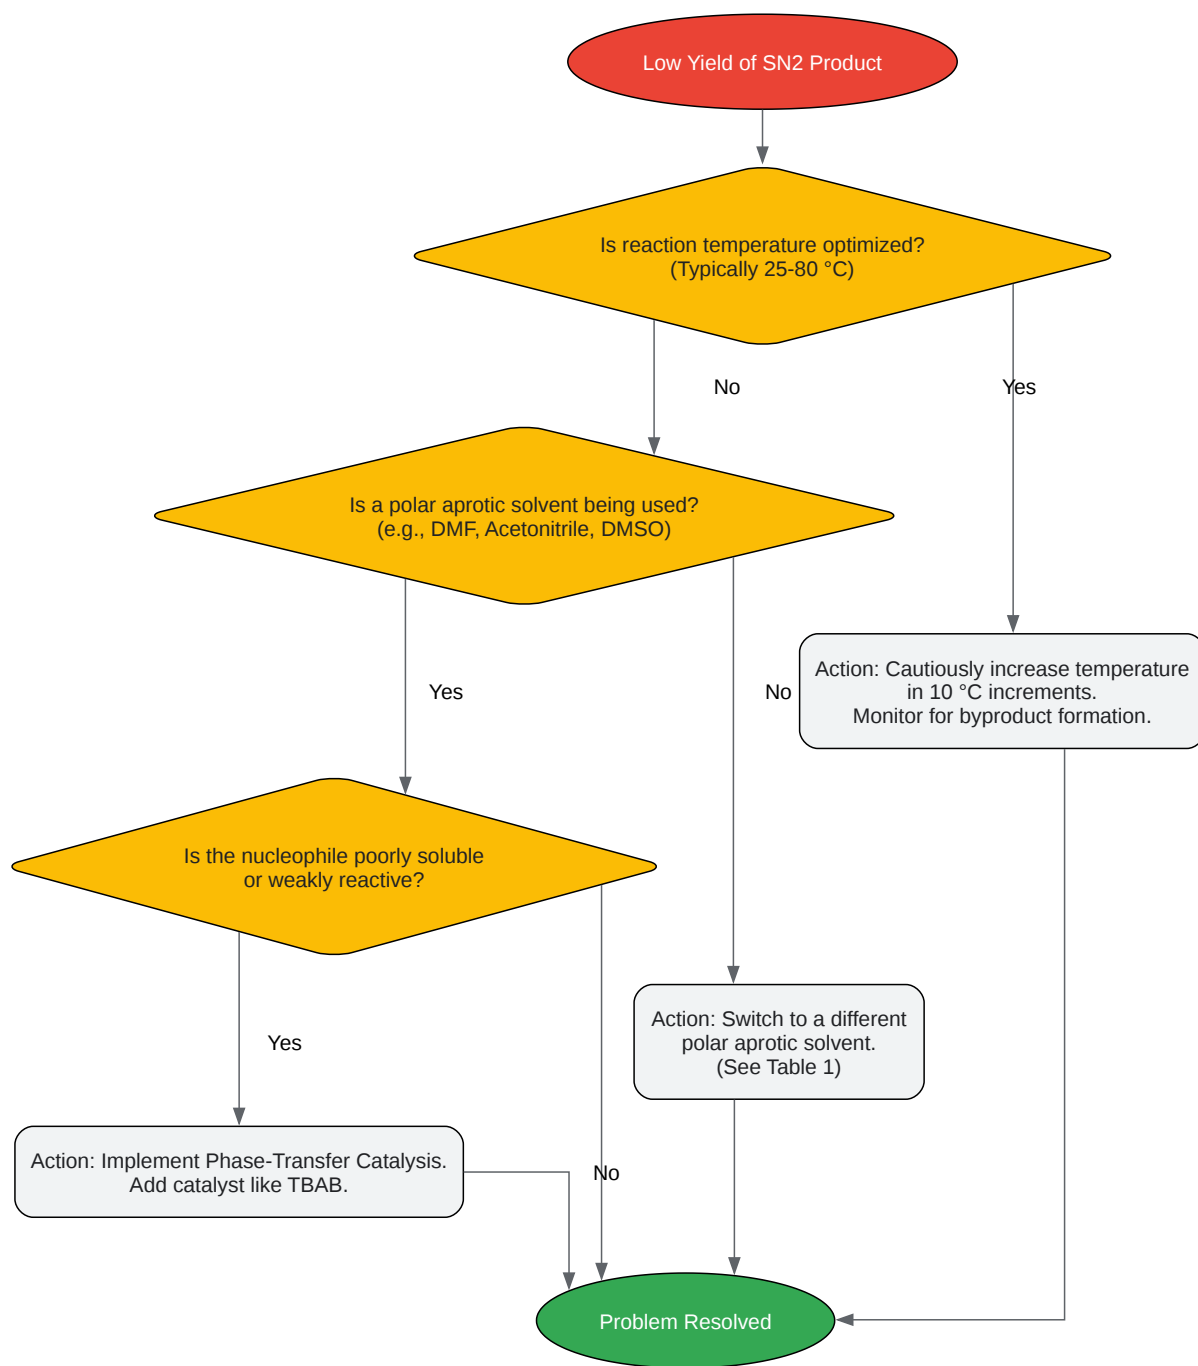 Low Yield of SN2 Product
Is reaction temperature optimized?
(Typically 25-80 °C)
No
Yes
Is a polar aprotic solvent being used?
(e.g., DMF, Acetonitrile, DMSO)
Yes
No
Action: Cautiously increase temperature
in 10 °C increments.
Monitor for byproduct formation.
Is the nucleophile poorly soluble
or weakly reactive?
Yes
Action: Switch to a different
polar aprotic solvent.
(See Table 1)
Action: Implement Phase-Transfer Catalysis.
Add catalyst like TBAB.
No
Problem Resolved